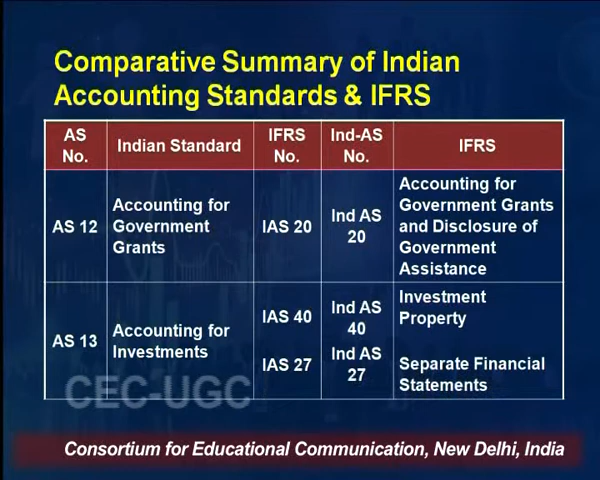 Comparative Summary of Indian
Accounting Standards & IFRS
AS No. Indian Standard IFRS No. Ind-AS No. IFRS
AS 12 Accounting for Government Grants IAS 20 Ind AS 20 Accounting for Government Grants and Disclosure of Government Assistance
AS 13 Accounting for Investments IAS 40 Ind AS 40 Investment Property
IAS 27 Ind AS 27 Separate Financial Statements
CEC-UGC
Consortium for Educational Communication, New Delhi, India